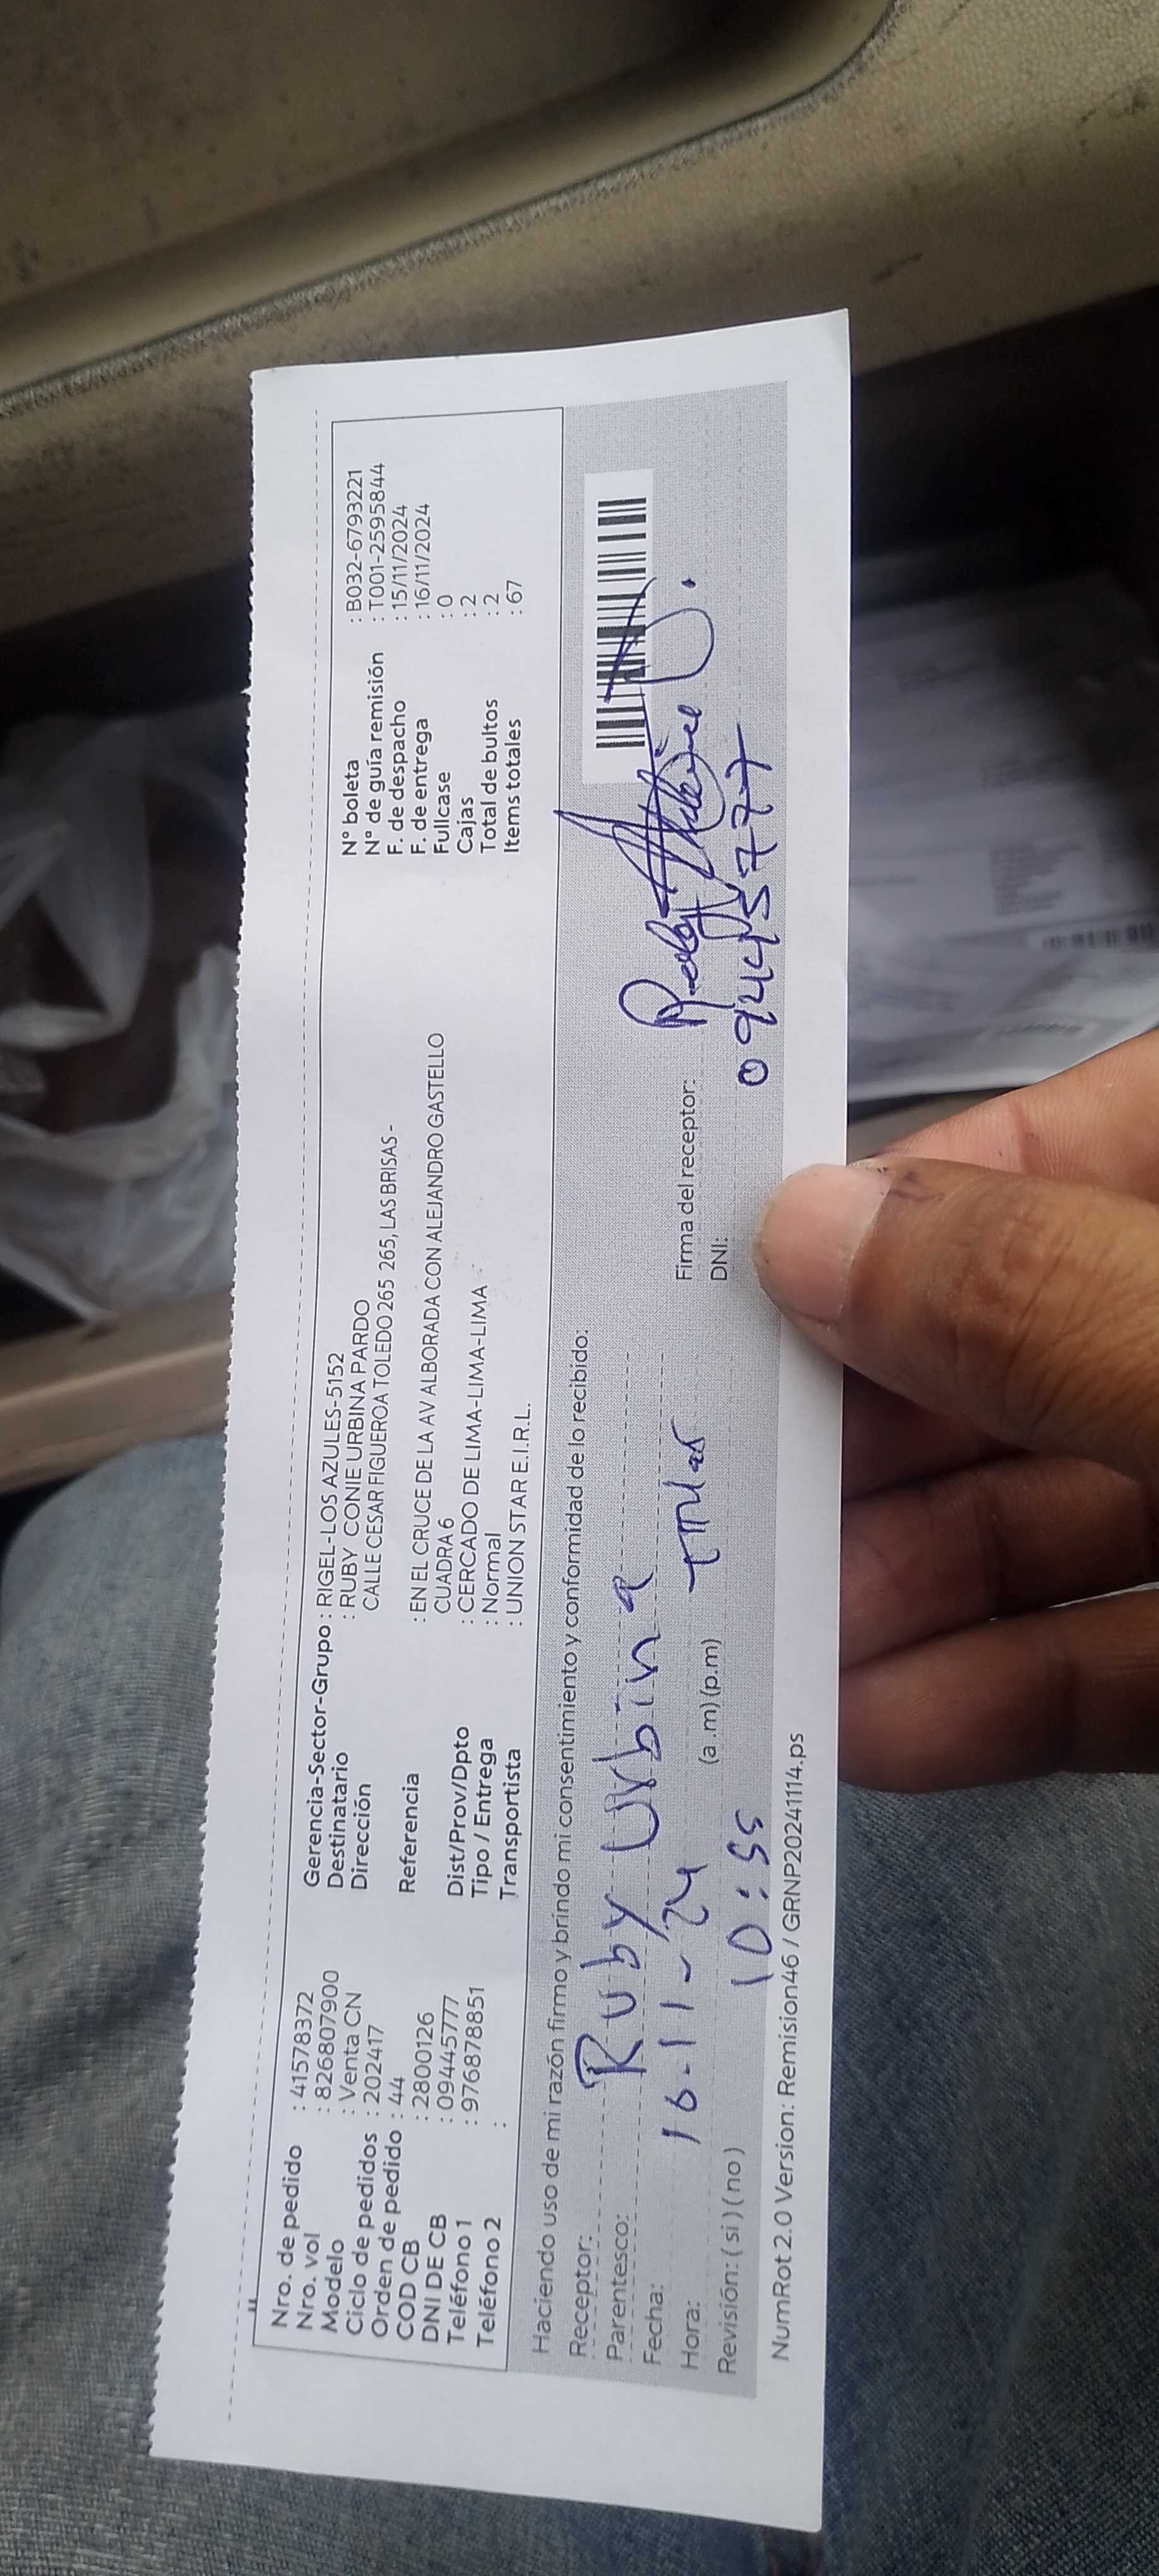 Nro. de pedido : 41578372
Nro. vol : 826807900
Modelo : Venta CN
Ciclo de pedidos : 202417
Orden de pedido : 44
COD CB : 2800126
DNI DE CB : 09445777
Teléfono 1 : 976878851
Teléfono 2 :
Gerencia-Sector-Grupo : RIGEL-LOS AZULES-5152
Destinatario : RUBY CONIE URBINA PARDO
Dirección CALLE CESAR FIGUEROA TOLEDO 265 265, LAS BRISAS -
Referencia : EN EL CRUCE DE LA AV ALBORADA CON ALEJANDRO GASTELLO
CUADRA 6
Dist/Prov/Dpto : CERCADO DE LIMA-LIMA-LIMA
Tipo / Entrega : Normal
Transportista : UNION STAR E.I.R.L.
N° boleta : B032-6793221
N° de guía remisión : T001-2595844
F. de despacho : 15/11/2024
F. de entrega : 16/11/2024
Fullcase : 0
Cajas : 2
Total de bultos : 2
Items totales : 67
Haciendo uso de mi razón firmo y brindo mi consentimiento y conformidad de lo recibido:
Receptor: Ruby Urbina
Parentesco: Titular
Fecha: 16-11-24
Hora: 10:55 (a .m) (p.m)
Revisión: ( si ) ( no )
Firma del receptor:
DNI: 09445777
NumRot 2.0 Version: Remision46 / GRNP20241114.ps